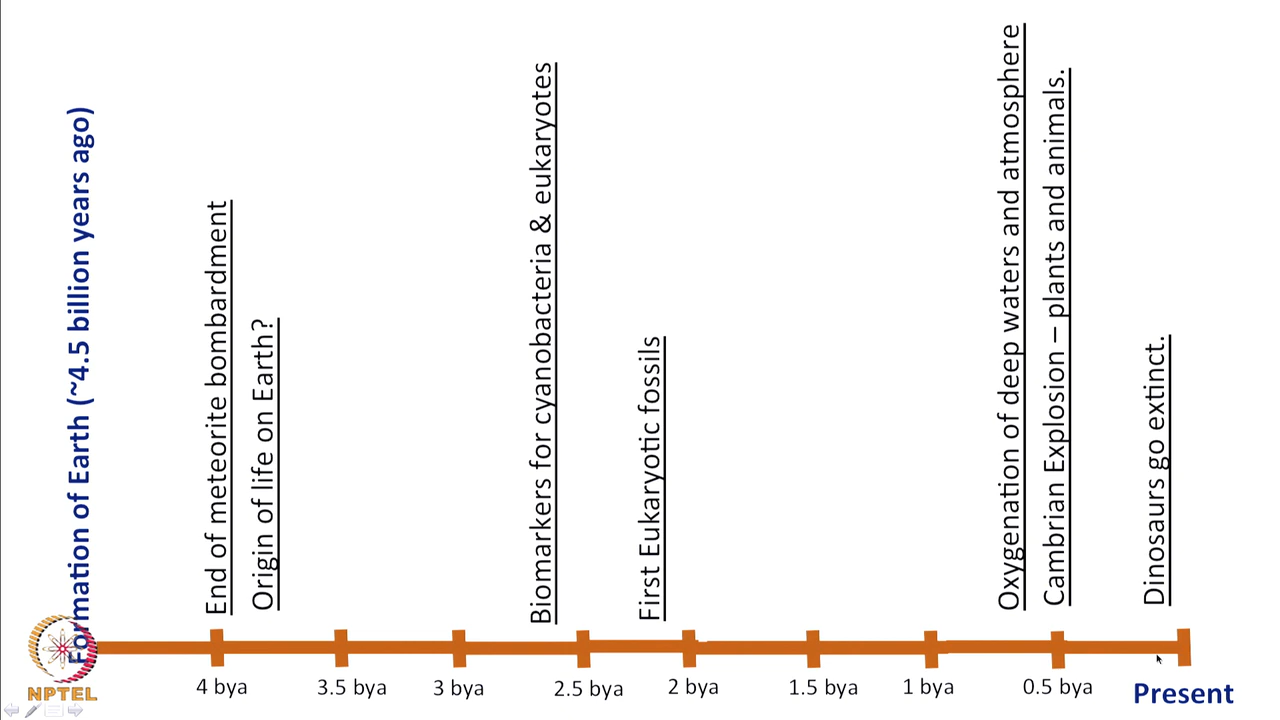 Formation of Earth (~4.5 billion years ago)
End of meteorite bombardment
Origin of life on Earth?
Biomarkers for cyanobacteria & eukaryotes
First Eukaryotic fossils
Oxygenation of deep waters and atmosphere
Cambrian Explosion – plants and animals.
Dinosaurs go extinct.
4 bya
3.5 bya
3 bya
2.5 bya
2 bya
1.5 bya
1 bya
0.5 bya
Present
NPTEL